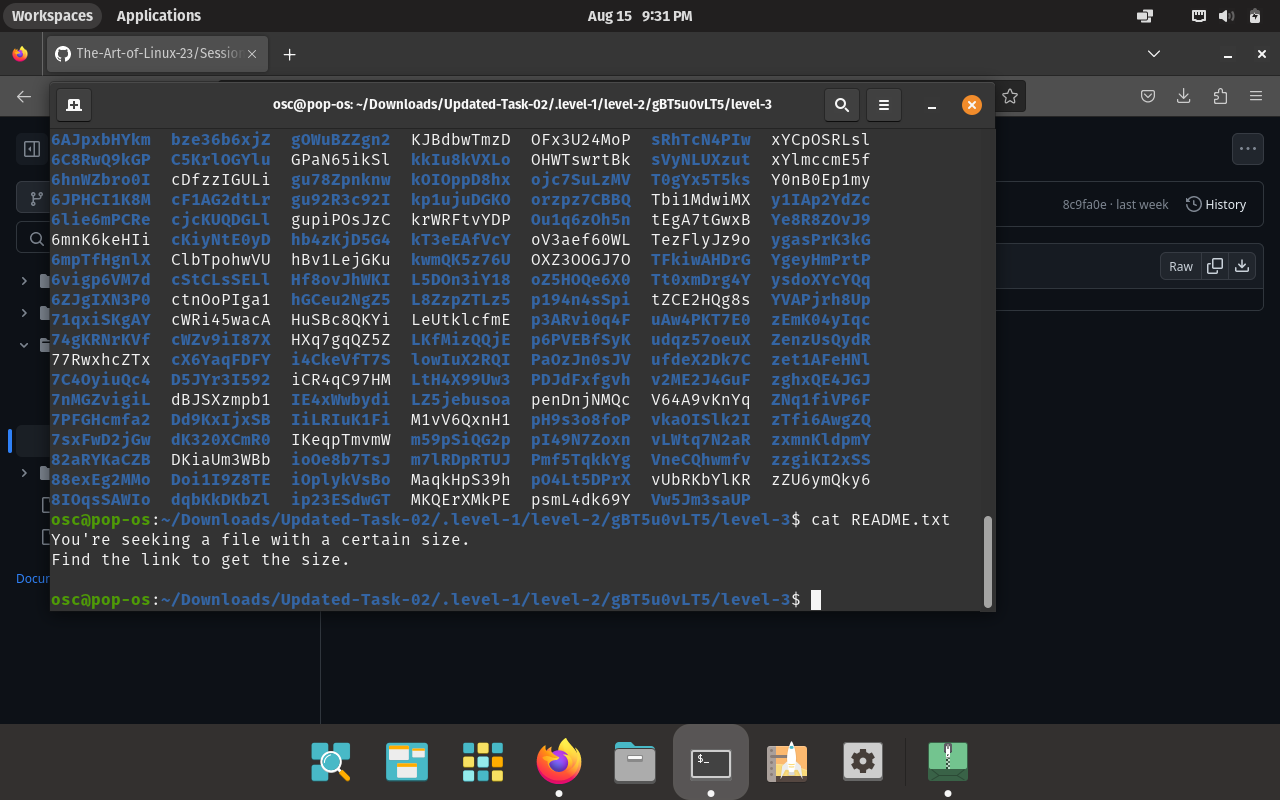 Workspaces Applications Aug 15 9:31 PM
The-Art-of-Linux-23/Session
osc@pop-os: ~/Downloads/Updated-Task-02/.level-1/level-2/gBT5u0vLT5/level-3
6AJpxbHYkm bze36b6xjZ gOWuBZZgn2 KJBdbwTmzD OFx3U24MoP sRhTcN4PIw xYCpOSRLsl
6C8RwQ9kGP C5KrlOGYlu GPaN65ikSl kkIu8kVXLo OHWTswrtBk sVyNLUXzut xYlmccmE5f
6hnWZbro0I cDfzzIGULi gu78Zpnknw kOIOppD8hx ojc7SuLzMV T0gYx5T5ks Y0nB0Ep1my
6JPHCI1K8M cF1AG2dtLr gu92R3c92I kp1ujuDGKO orzpz7CBBQ Tbi1MdwiMX y1IAp2YdZc
6lie6mPCRe cjcKUQDGLl gupiPOsJzC krWRFtvYDP Ou1q6zOh5n tEgA7tGwxB Ye8R8ZOvJ9
6mnK6keHIi cKiyNtE0yD hb4zKjD5G4 kT3eEAfVcY oV3aef60WL TezFlyJz9o ygasPrK3kG
6mpTfHgnlX ClbTpohwVU hBv1LejGKu kwmQK5z76U OXZ3OOGJ7O TFkiwAHDrG YgeyHmPrtP
6vigp6VM7d cStCLsSELl Hf8ovJhWKI L5DOn3iY18 oZ5HOQe6X0 Tt0xmDrg4Y ysdoXYcYQq
6ZJgIXN3P0 ctnOoPIga1 hGCeu2NgZ5 L8ZzpZTLz5 p194n4sSpi tZCE2HQg8s YVAPjrh8Up
71qxiSKgAY cWRi45wacA HuSBc8QKYi LeUtklcfmE p3ARvi0q4F uAw4PKT7E0 zEmK04yIqc
74gKRNrKVf cWZv9iI87X HXq7gqQZ5Z LKfMizQQjE p6PVEBfSyK udqz57oeuX ZenzUsQydR
77RwxhcZTx cX6YaqFDFY i4CkeVfT7S lowIuX2RQI PaOzJn0sJV ufdeX2Dk7C zet1AFeHNl
7C4OyiuQc4 D5JYr3I592 iCR4qC97HM LtH4X99Uw3 PDJdFxfgvh v2ME2J4GuF zghxQE4JGJ
7nMGZvigiL dBJSXzmpb1 IE4xWwbydi LZ5jebusoa penDnjNMQc V64A9vKnYq ZNq1fiVP6F
7PFGHcmfa2 Dd9KxIjxSB IiLRIuK1Fi M1vV6QxnH1 pH9s3o8foP vkaOISlk2I zTfi6AwgZQ
7sxFwD2jGw dK320XCmR0 IKeqpTmvmW m59pSiQG2p pI49N7Zoxn vLWtq7N2aR zxmnKldpmY
82aRYKaCZB DKiaUm3WBb ioOe8b7TsJ m7lRDpRTUJ Pmf5TqkkYg VneCQhwmfv zzgiKI2xSS
88exEg2MMo Doi1I9Z8TE iOplykVsBo MaqkHpS39h pO4Lt5DPrX vUbRKbYlKR zZU6ymQky6
8IOqsSAWIo dqbKkDKbZl ip23ESdwGT MKQErXMkPE psmL4dk69Y Vw5Jm3saUP
osc@pop-os:~/Downloads/Updated-Task-02/.level-1/level-2/gBT5u0vLT5/level-3$ cat README.txt
You're seeking a file with a certain size.
Find the link to get the size.
osc@pop-os:~/Downloads/Updated-Task-02/.level-1/level-2/gBT5u0vLT5/level-3$
8c9fa0e · last week History
Raw
Docu